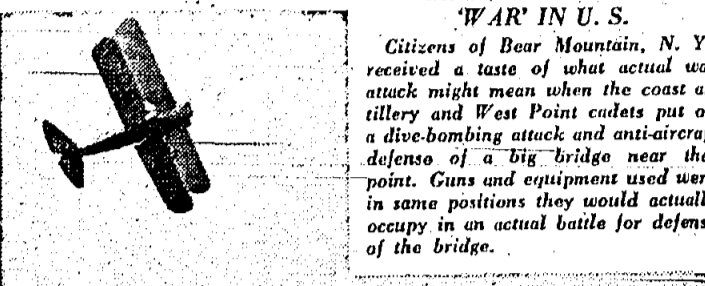 'WAR' IN U. S.
Citizens of Bear Mountain, N. Y
received a taste of what actual wa
attack might mean when the coast a
tillery and West Point cadets put o
a dive-bombing attack and anti-aircraf
defense of a big bridge near the
point. Guns and equipment used wer
in same positions they would actuall
occupy in an actual battle for defens
of the bridge.